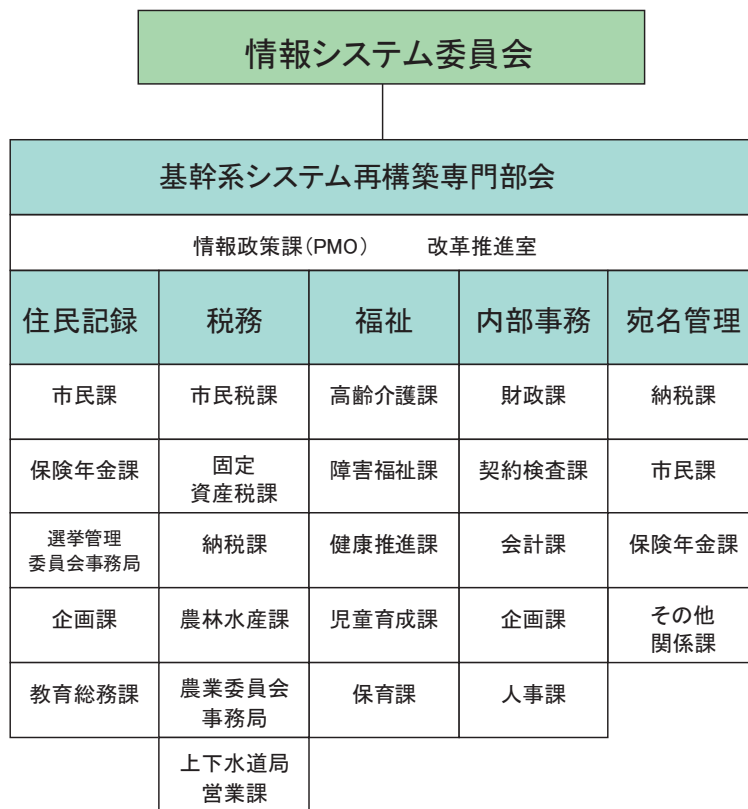 情報システム委員会
基幹系システム再構築専門部会
情報政策課(PMO) 改革推進室
住民記録 税務 福祉 内部事務 宛名管理
市民課 市民税課 高齢介護課 財政課 納税課
保険年金課 固定 障害福祉課 契約検査課 市民課
資産税課
選挙管理 納税課 健康推進課 会計課 保険年金課
委員会事務局
企画課 農林水産課 児童育成課 企画課 その他
関係課
教育総務課 農業委員会 保育課 人事課
事務局
上下水道局
営業課